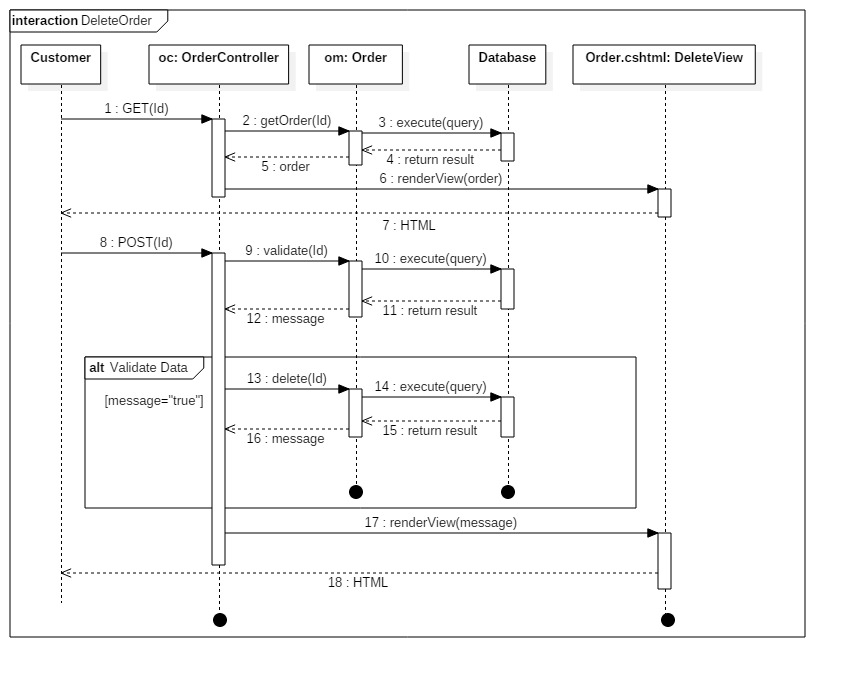 interaction DeleteOrder
Customer
oc: OrderController
om: Order
Database
Order.cshtml: DeleteView
1 : GET(Id)
2 : getOrder(Id)
3 : execute(query)
4 : return result
5 : order
6 : renderView(order)
7 : HTML
8 : POST(Id)
9 : validate(Id)
10 : execute(query)
11 : return result
12 : message
alt Validate Data
[message="true"]
13 : delete(Id)
14 : execute(query)
15 : return result
16 : message
17 : renderView(message)
18 : HTML